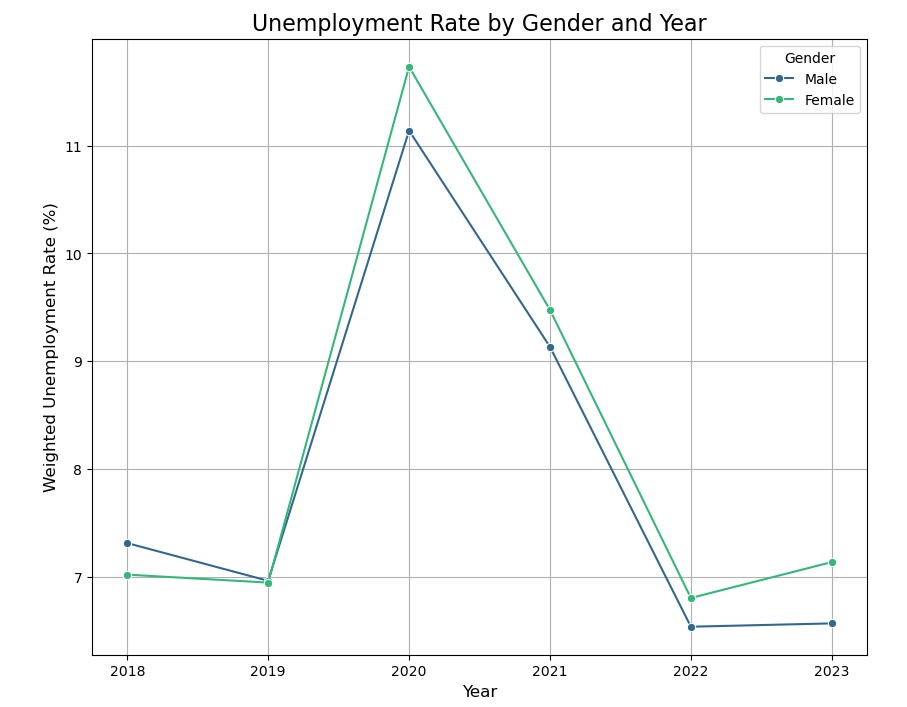 Unemployment Rate by Gender and Year
Gender
Male
Female
Weighted Unemployment Rate (%)
11
10
9
8
7
2018 2019 2020 2021 2022 2023
Year